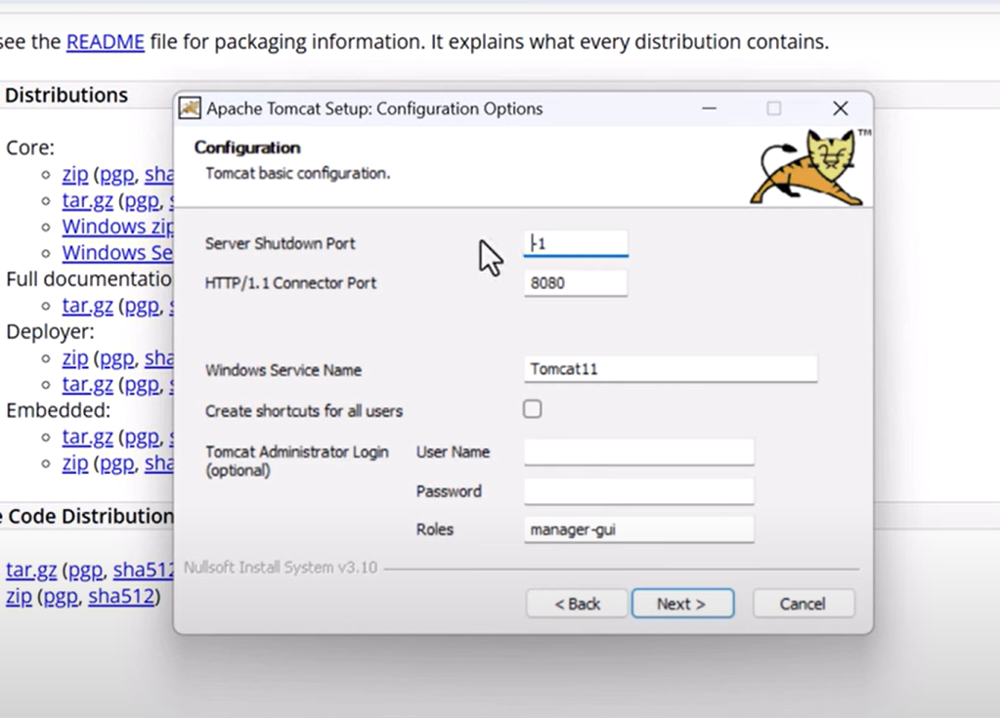 see the README file for packaging information. It explains what every distribution contains.
Distributions
Apache Tomcat Setup: Configuration Options
Core:
Configuration
Tomcat basic configuration.
TM
zip (pgp, sha
tar.gz (pgp, s
Windows zip
Windows Se
Full documentatio
tar.gz (pgp, s
Deployer:
zip (pgp, sha
tar.gz (pgp, s
Embedded:
tar.gz (pgp, s
zip (pgp, sha
e Code Distribution
tar.gz (pgp, sha512
zip (pgp, sha512)
Server Shutdown Port -1
HTTP/1.1 Connector Port 8080
Windows Service Name Tomcat11
Create shortcuts for all users
Tomcat Administrator Login User Name
(optional)
Password
Roles manager-gui
Nullsoft Install System v3.10
< Back Next > Cancel